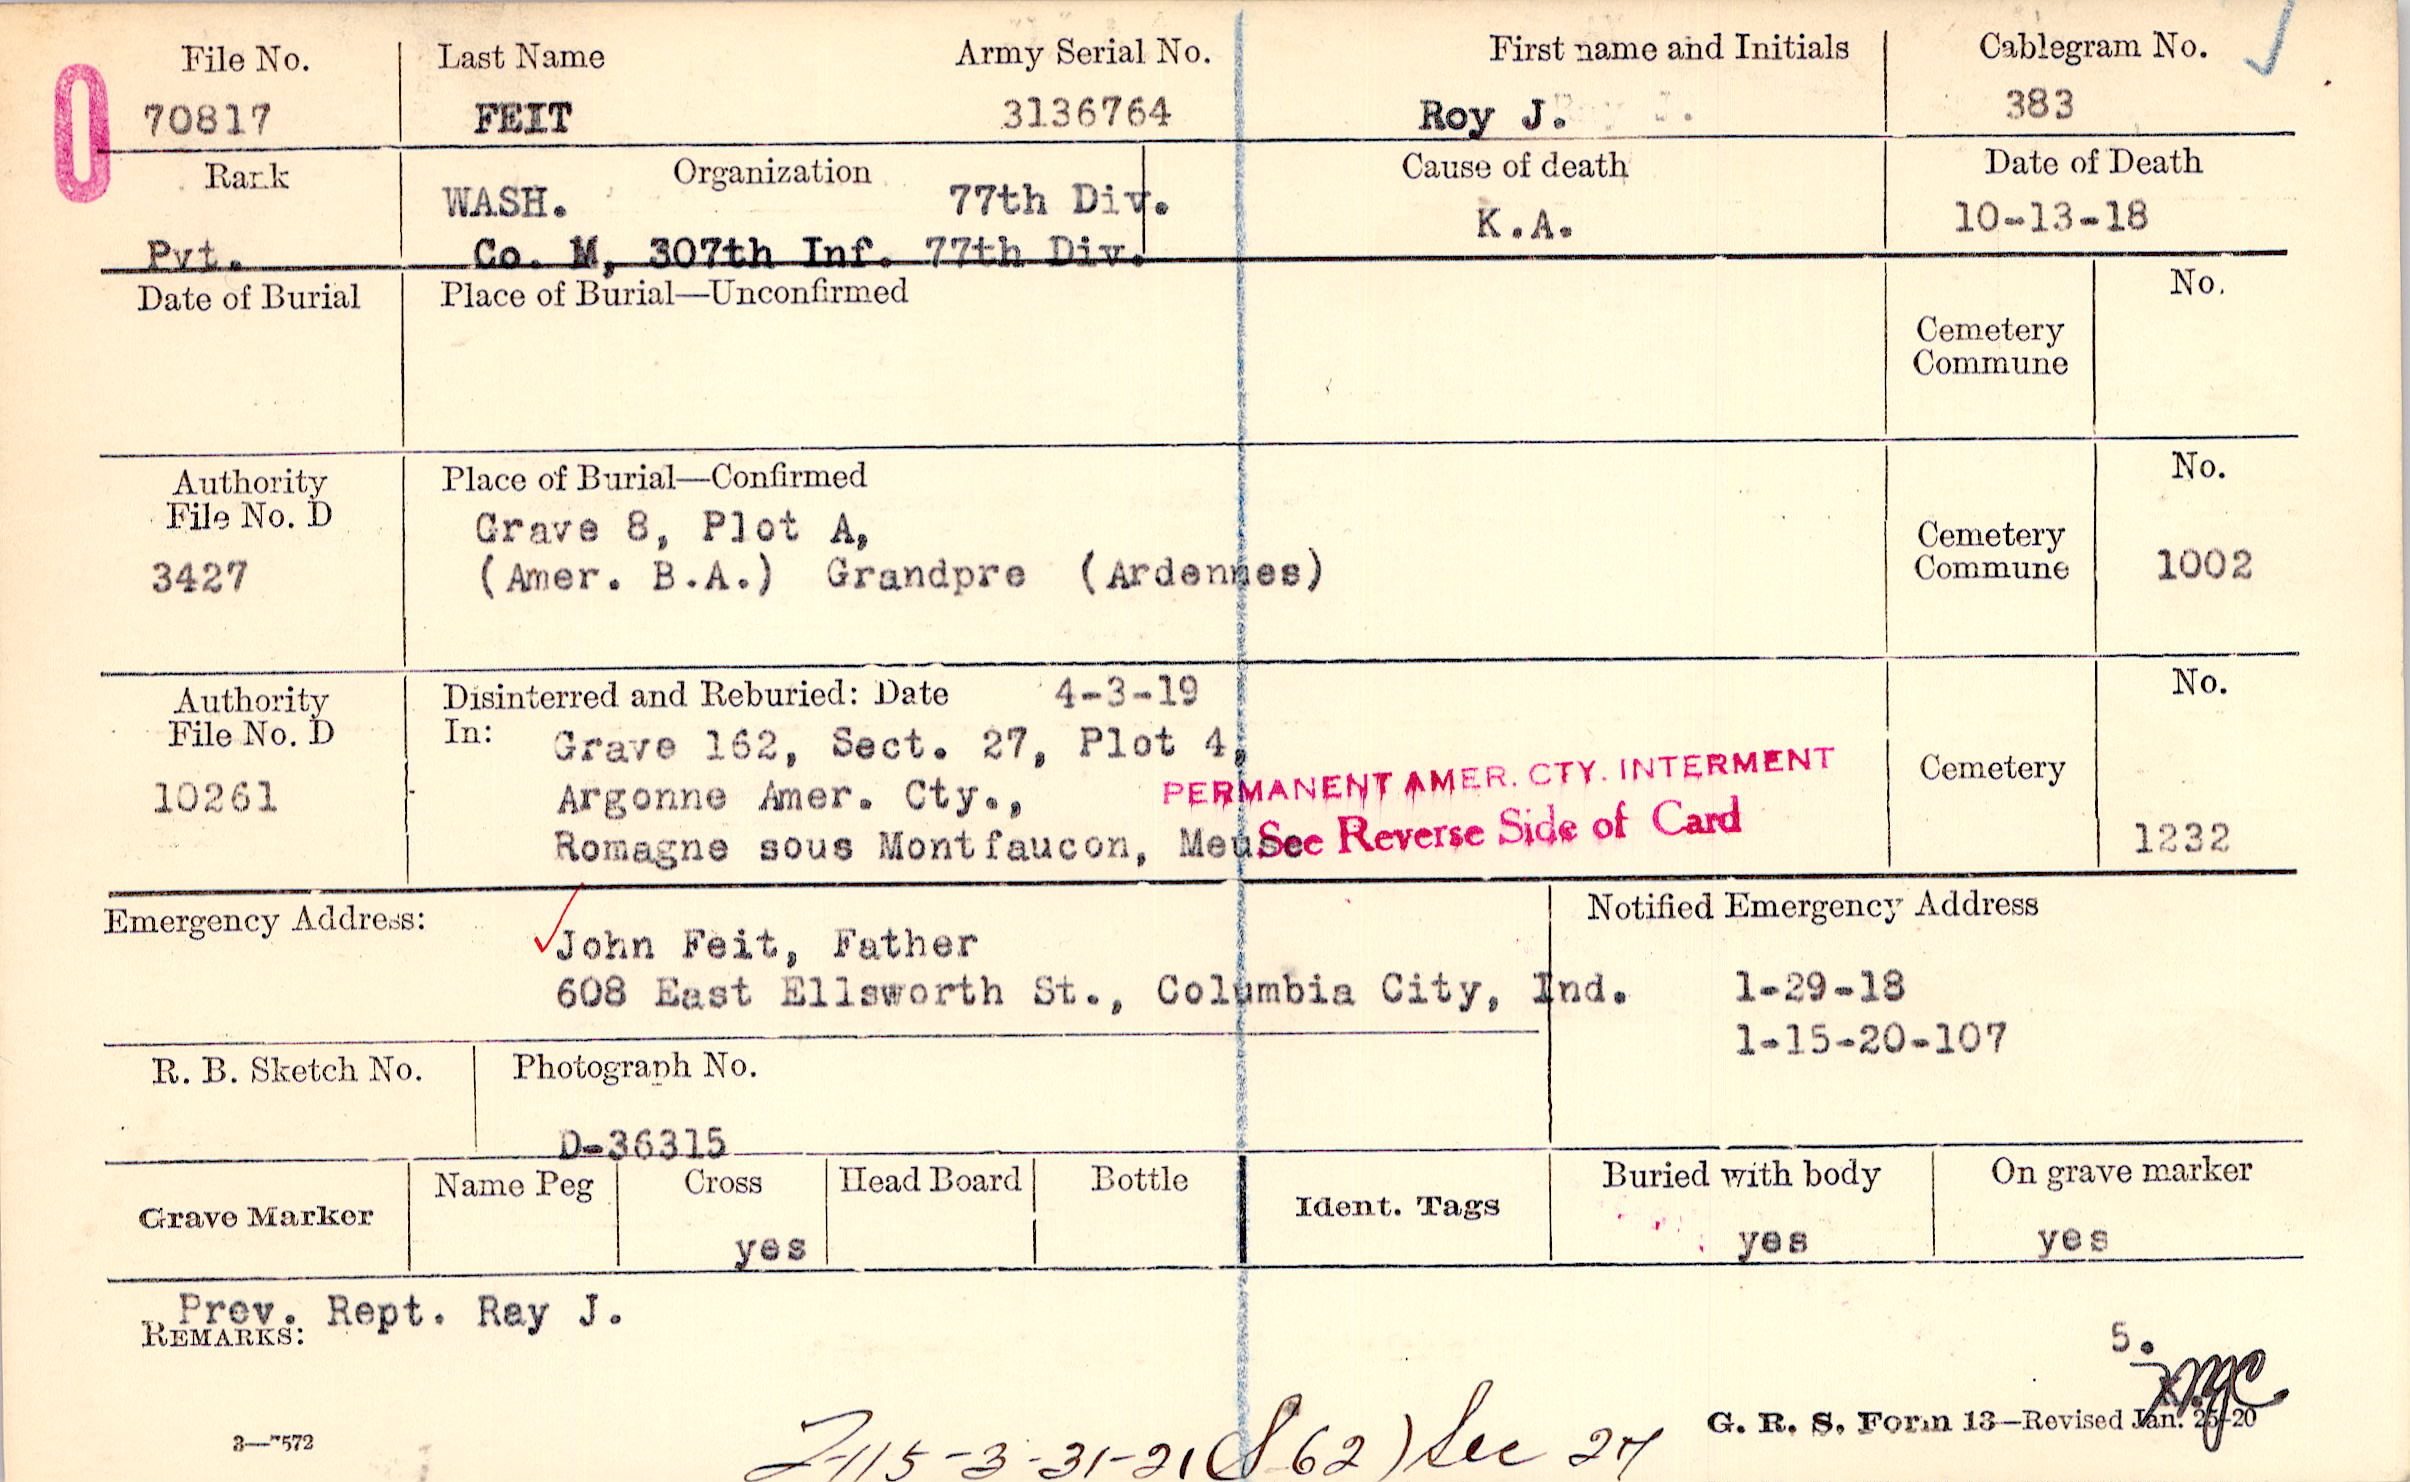 File No. Last Name Army Serial No. First name and Initials Cablegram No.
70817 FEIT 3136764 Roy J. 383
Rank Organization Cause of death Date of Death
WASH. 77th Div. K.A. 10-13-18
Pvt. Co. M, 307th Inf. 77th Div.
Date of Burial Place of Burial—Unconfirmed No.
Cemetery
Commune
Authority Place of Burial—Confirmed No.
File No. D Grave 8, Plot A, Cemetery
3427 (Amer. B.A.) Grandpre (Ardennes) Commune 1002
Authority Disinterred and Reburied: Date 4-3-19 No.
File No. D In: Grave 162, Sect. 27, Plot 4,
PERMANENT AMER. CTY. INTERMENT Cemetery
10261 Argonne Amer. Cty.,
See Reverse Side of Card
Romagne sous Montfaucon, Meuse 1232
Emergency Address: Notified Emergency Address
John Feit, Father
608 East Ellsworth St., Columbia City, Ind. 1-29-18
1-15-20-107
R. B. Sketch No. Photograph No.
D-36315
Name Peg Cross Head Board Bottle Buried with body On grave marker
Grave Marker Ident. Tags
yes yes yes
Prev. Rept. Ray J.
REMARKS:
5.
G. R. S. Form 13—Revised Jan. 26-20
3-31-21 62) Sec 27